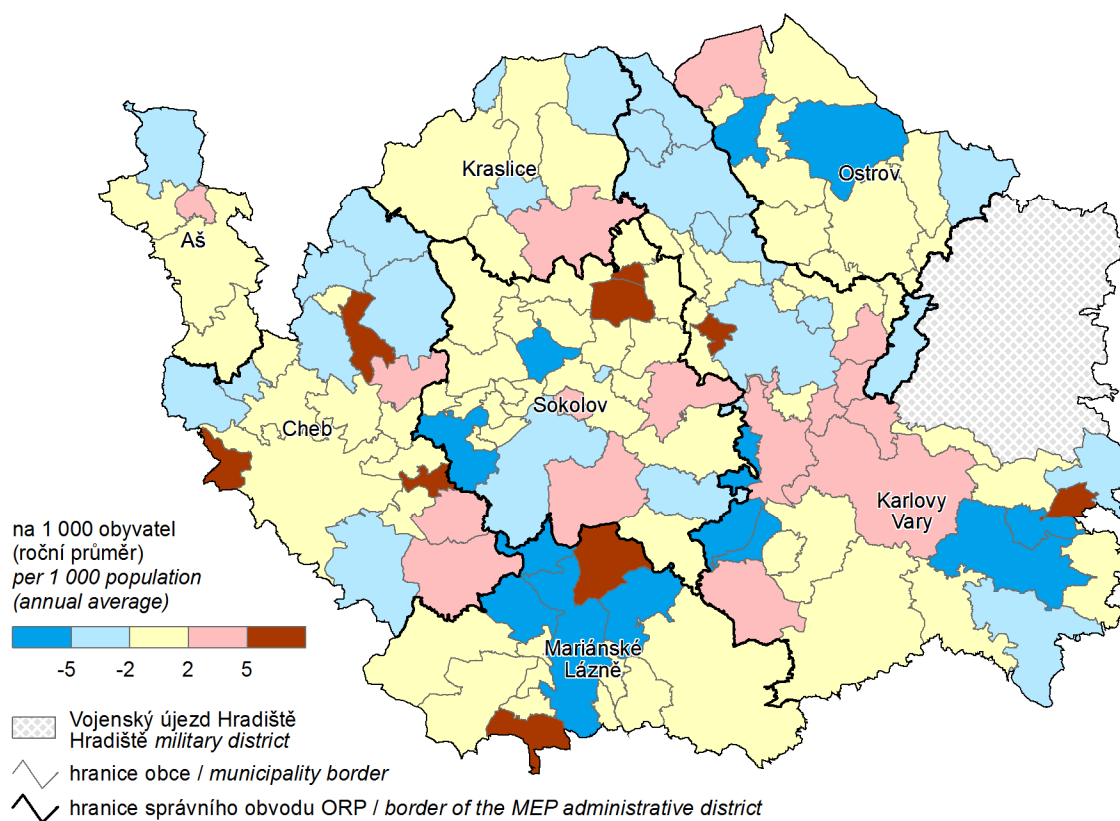 Kraslice
Ostrov
Aš
Cheb
Sokolov
Karlovy
Vary
Mariánské
Lázně
na 1 000 obyvatel
(roční průměr)
per 1 000 population
(annual average)
-5 -2 2 5
Vojenský újezd Hradiště
Hradiště military district
hranice obce / municipality border
hranice správního obvodu ORP / border of the MEP administrative district